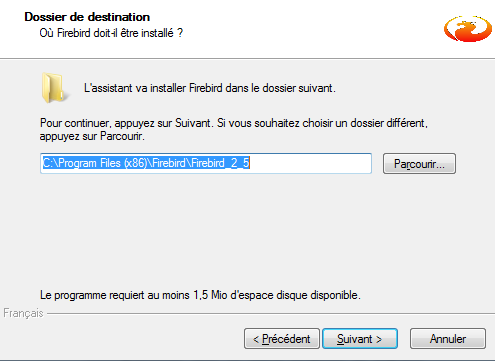 Dossier de destination
Où Firebird doit-il être installé ?
L'assistant va installer Firebird dans le dossier suivant.
Pour continuer, appuyez sur Suivant. Si vous souhaitez choisir un dossier différent,
appuyez sur Parcourir.
C:\Program Files (x86)\Firebird\Firebird_2_5
Parcourir...
Le programme requiert au moins 1,5 Mio d'espace disque disponible.
Français
< Précédent
Suivant >
Annuler